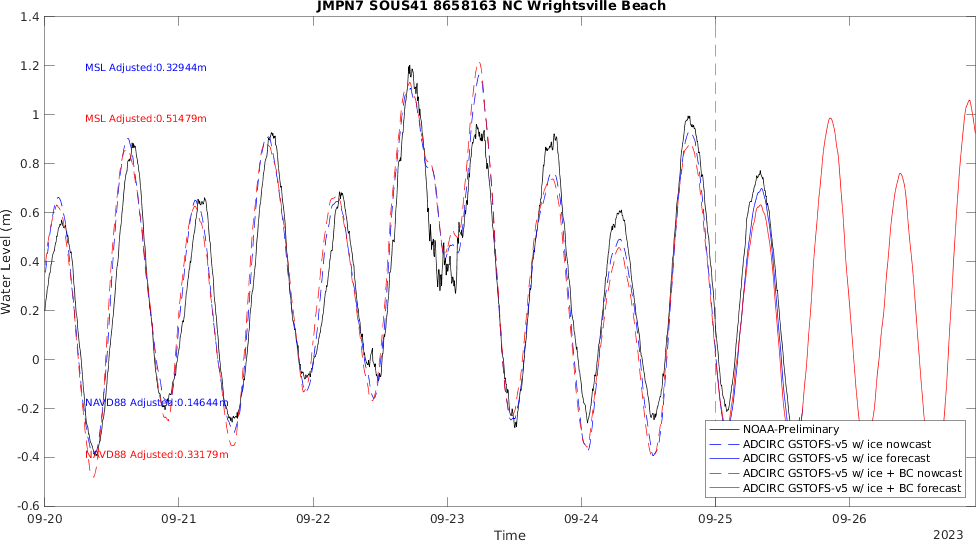 JMPN7 SOUS41 8658163 NC Wrightsville Beach
1.4
1.2
1
0.8
0.6
0.4
0.2
0
-0.2
-0.4
-0.6
Water Level (m)
MSL Adjusted:0.32944m
MSL Adjusted:0.51479m
NAVD88 Adjusted:0.14644m
NAVD88 Adjusted:0.33179m
NOAA-Preliminary
ADCIRC GSTOFS-v5 w/ ice nowcast
ADCIRC GSTOFS-v5 w/ ice forecast
ADCIRC GSTOFS-v5 w/ ice + BC nowcast
ADCIRC GSTOFS-v5 w/ ice + BC forecast
09-20 09-21 09-22 09-23 09-24 09-25 09-26
Time
2023